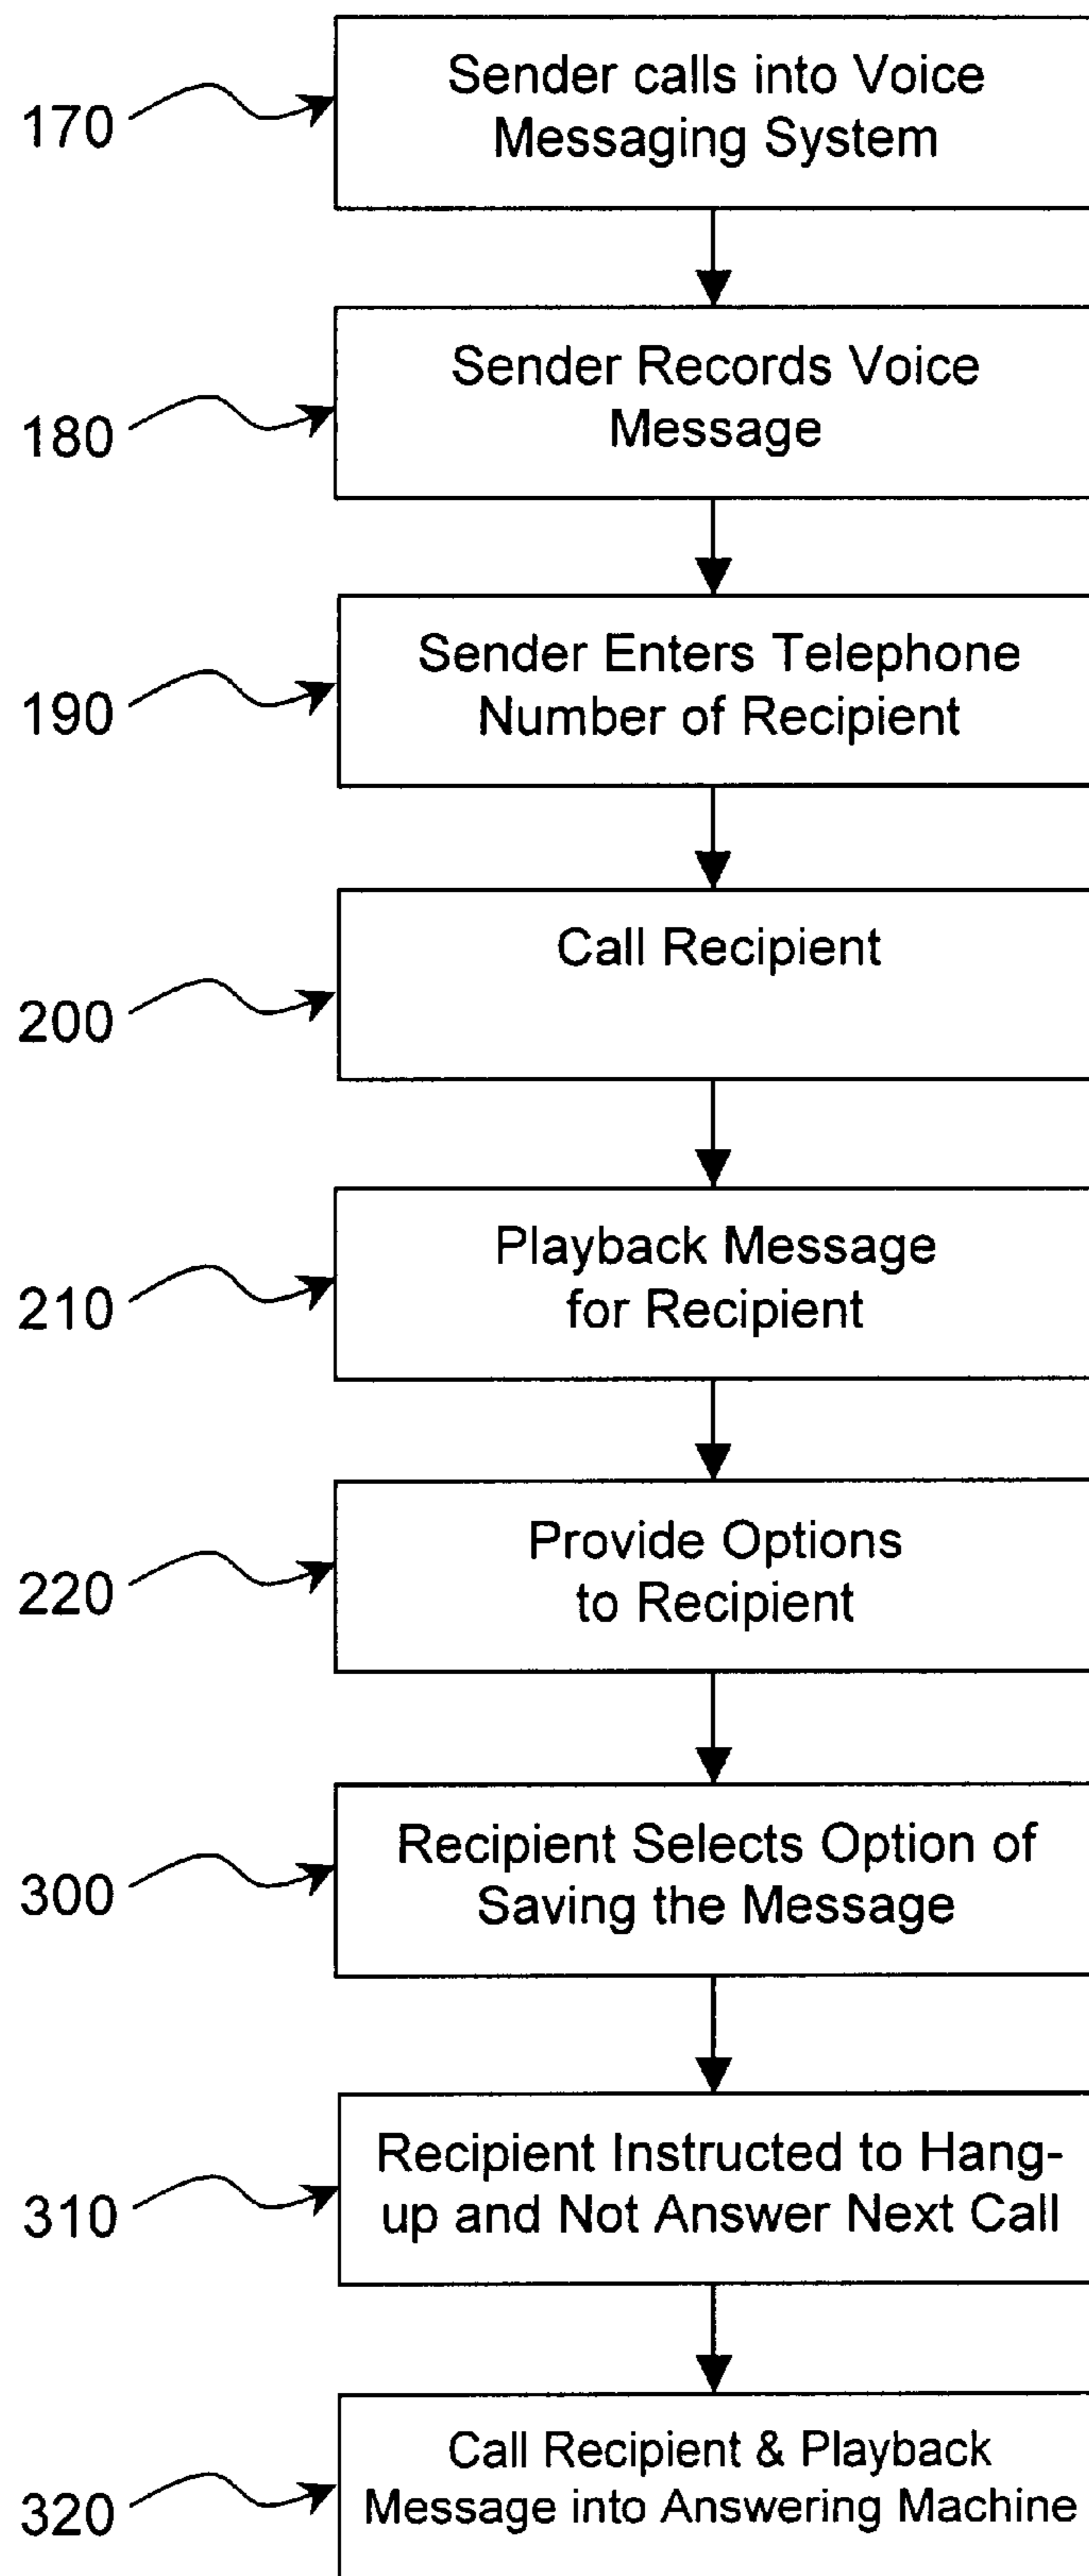 170
Sender calls into Voice
Messaging System
180
Sender Records Voice
Message
190
Sender Enters Telephone
Number of Recipient
200
Call Recipient
210
Playback Message
for Recipient
220
Provide Options
to Recipient
300
Recipient Selects Option of
Saving the Message
310
Recipient Instructed to Hang-
up and Not Answer Next Call
320
Call Recipient & Playback
Message into Answering Machine